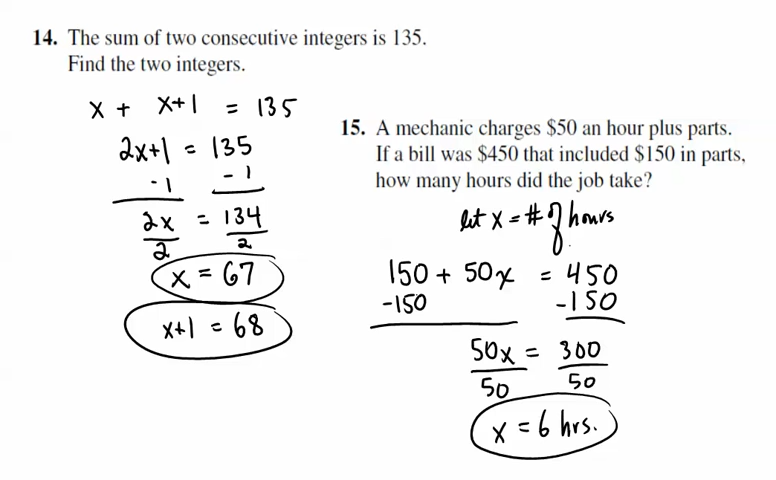 14. The sum of two consecutive integers is 135.
Find the two integers.
x + x+1 = 135
2x+1 = 135
-1 -1
2x = 134
2 2
x = 67
x+1 = 68
15. A mechanic charges $50 an hour plus parts.
If a bill was $450 that included $150 in parts,
how many hours did the job take?
let x = # of hours
150 + 50x = 450
-150 -150
50x = 300
50 50
x = 6 hrs.